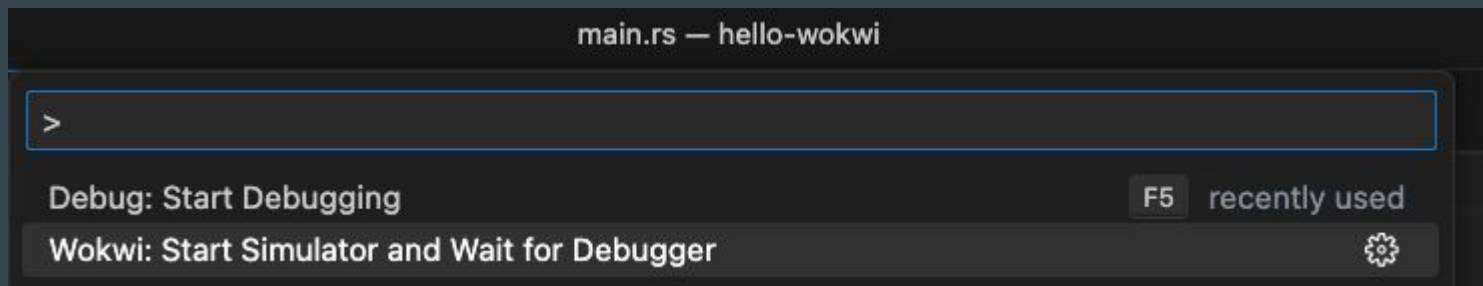 main.rs — hello-wokwi
>
Debug: Start Debugging F5 recently used
Wokwi: Start Simulator and Wait for Debugger